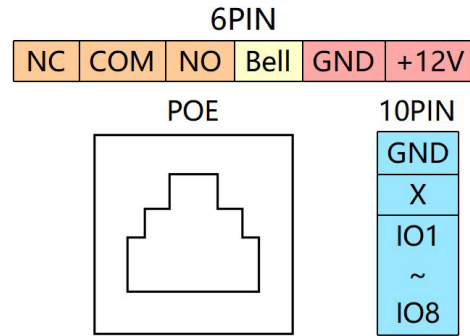 6PIN
NC COM NO Bell GND +12V
POE
10PIN
GND
X
IO1
~
IO8